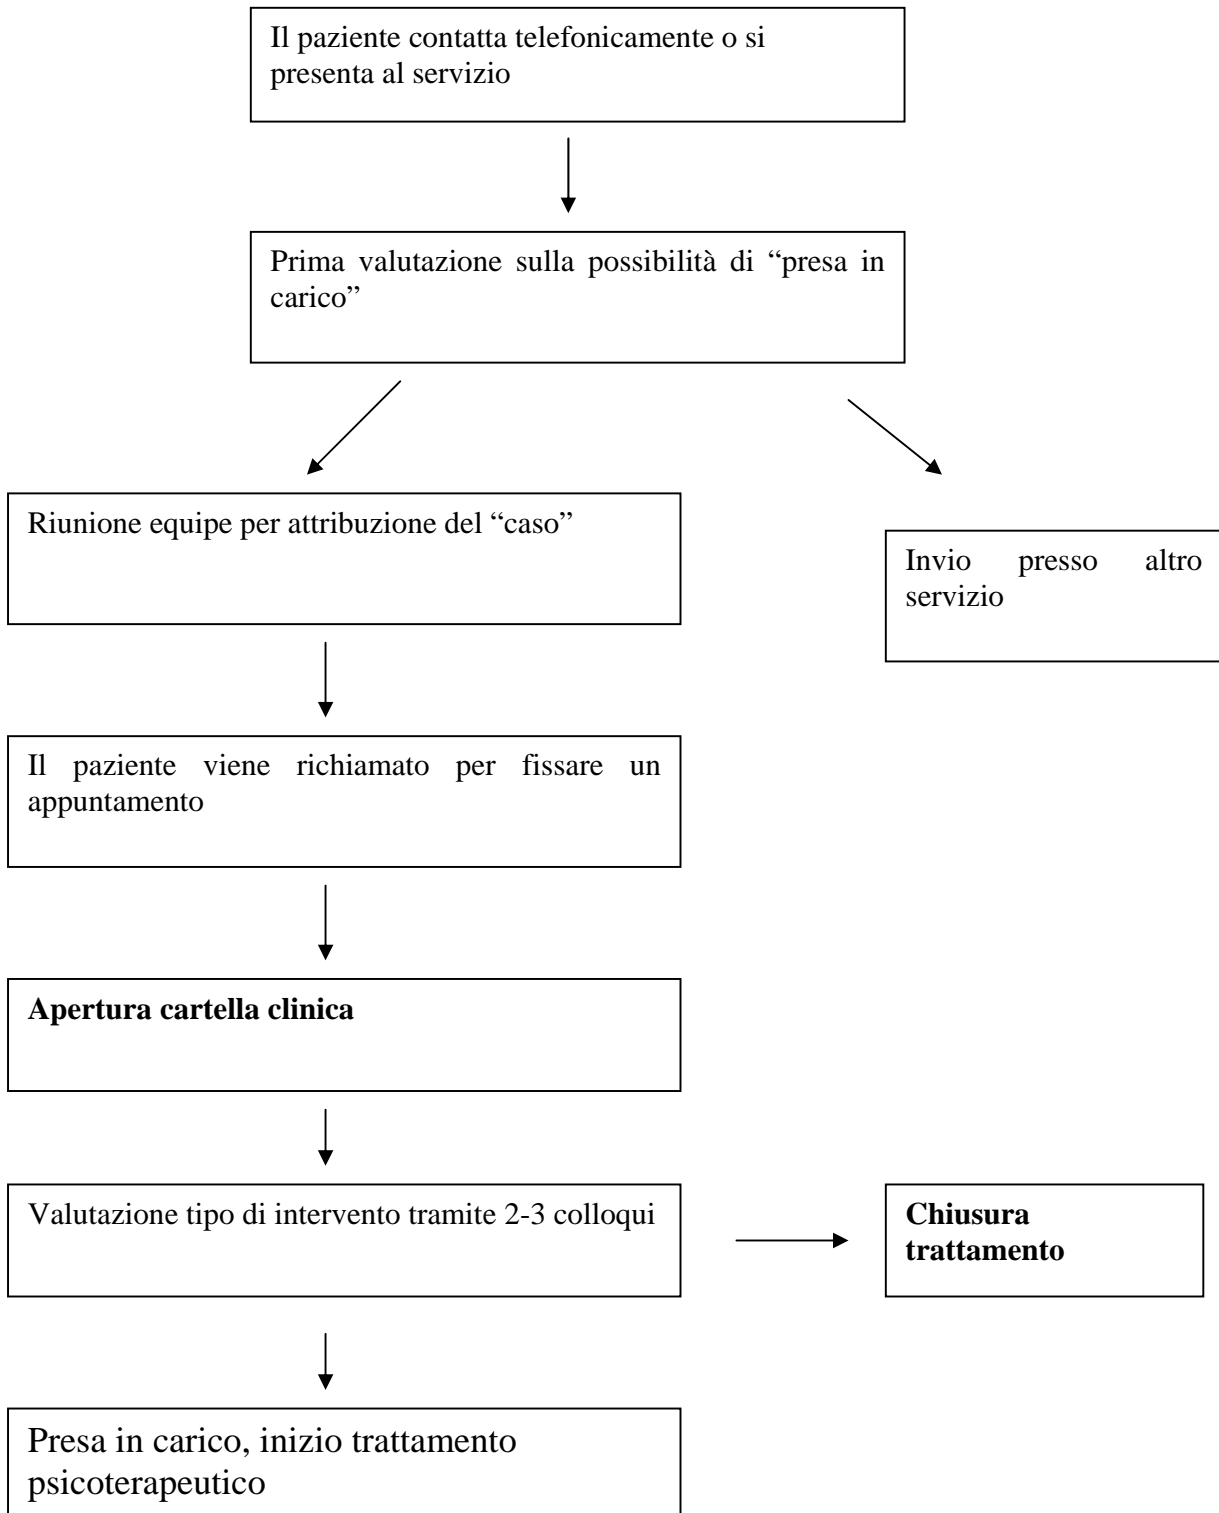 Il paziente contatta telefonicamente o si
presenta al servizio
Prima valutazione sulla possibilità di “presa in
carico”
Riunione equipe per attribuzione del “caso”
Invio presso altro
servizio
Il paziente viene richiamato per fissare un
appuntamento
Apertura cartella clinica
Valutazione tipo di intervento tramite 2-3 colloqui
Chiusura
trattamento
Presa in carico, inizio trattamento
psicoterapeutico